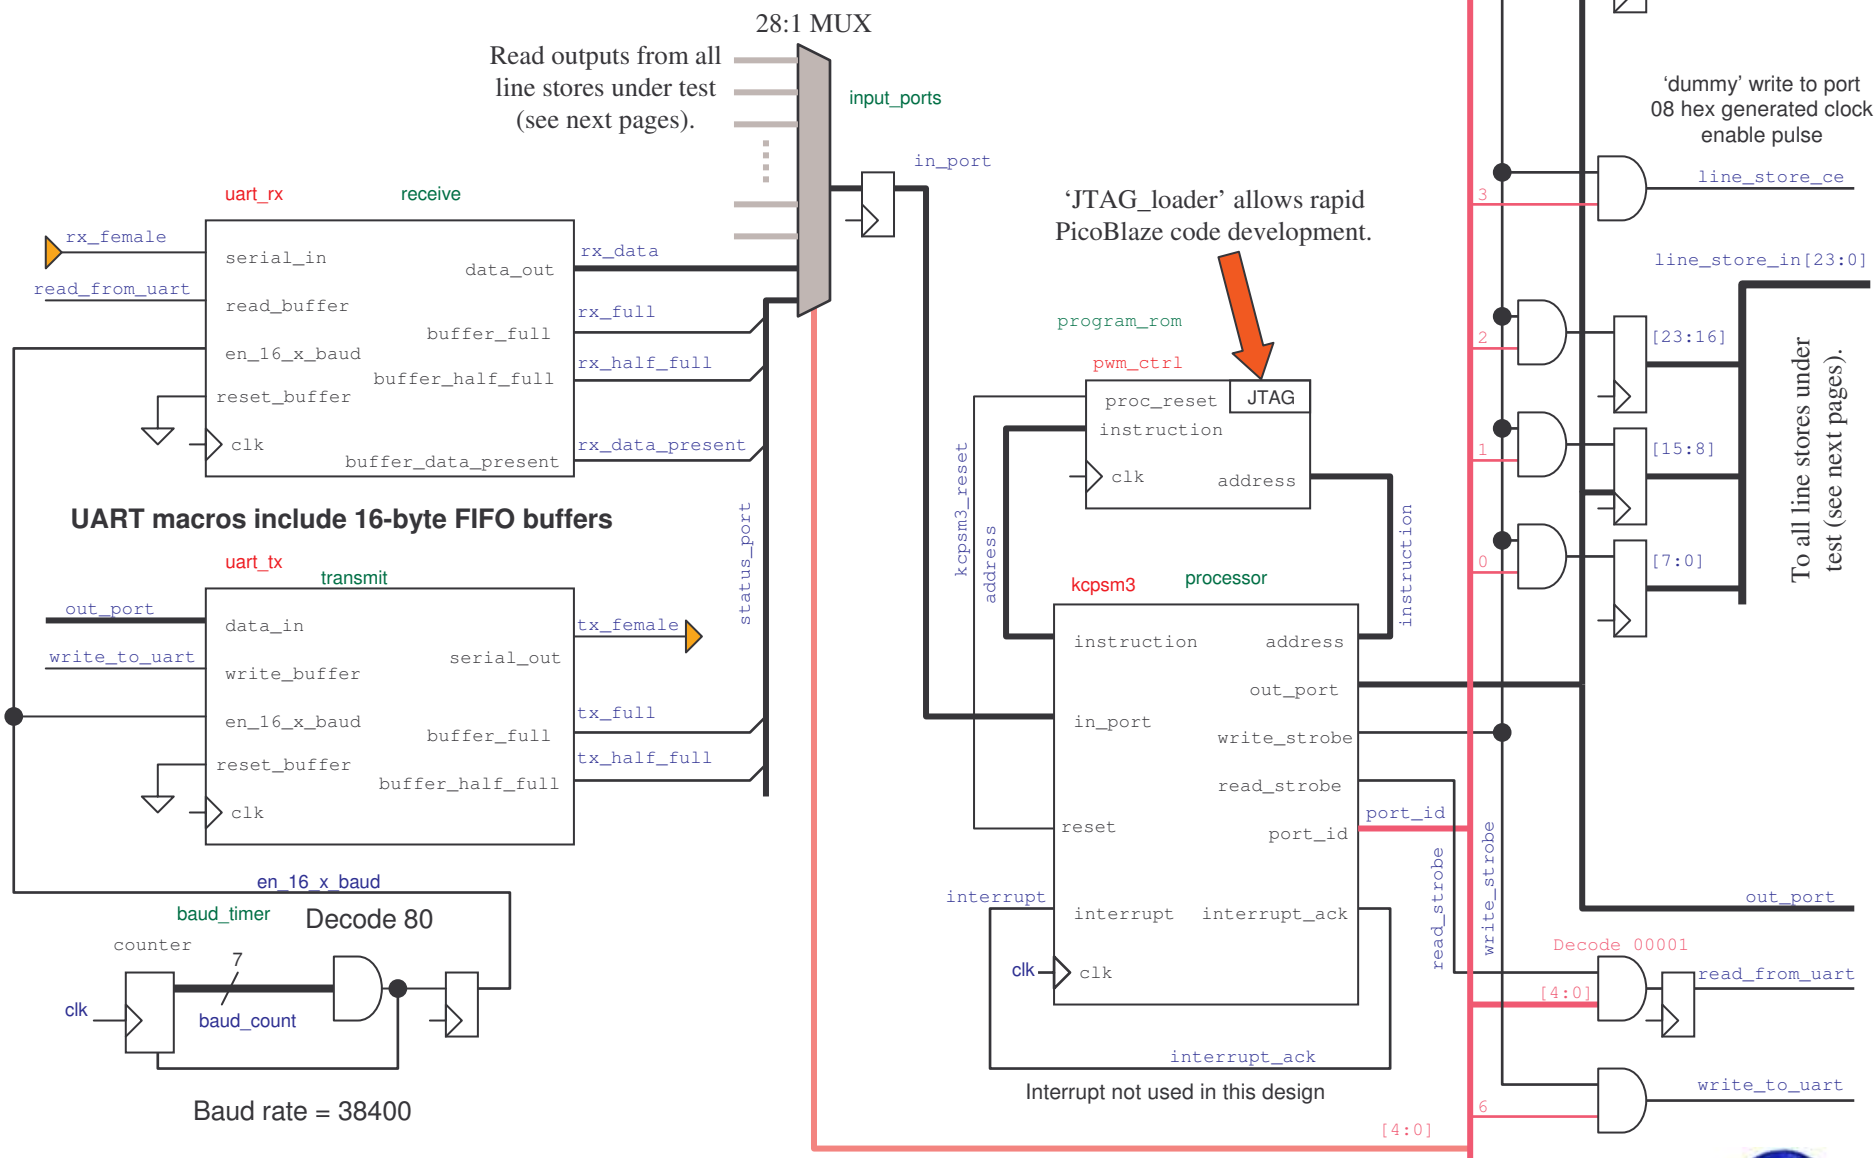 28:1 MUX
Read outputs from all
line stores under test
(see next pages).
input_ports
in_port
'dummy' write to port
08 hex generated clock
enable pulse
line_store_ce
3
'JTAG_loader' allows rapid
PicoBlaze code development.
uart_rx
receive
rx_female
serial_in
data_out
rx_data
read_from_uart
read_buffer
buffer_full
rx_full
en_16_x_baud
buffer_half_full
rx_half_full
reset_buffer
clk
buffer_data_present
rx_data_present
UART macros include 16-byte FIFO buffers
uart_tx
transmit
out_port
data_in
tx_female
write_to_uart
serial_out
write_buffer
en_16_x_baud
buffer_full
tx_full
reset_buffer
buffer_half_full
tx_half_full
clk
status_port
en_16_x_baud
baud_timer
Decode 80
counter
7
clk
baud_count
Baud rate = 38400
program_rom
pwm_ctrl
proc_reset
JTAG
instruction
clk
address
kcpsm3_reset
address
instruction
kcpsm3
processor
instruction
address
out_port
in_port
write_strobe
read_strobe
reset
port_id
port_id
interrupt
interrupt
interrupt_ack
clk
clk
interrupt_ack
Interrupt not used in this design
read_strobe
write_strobe
line_store_in[23:0]
2
[23:16]
1
[15:8]
0
[7:0]
To all line stores under
test (see next pages).
out_port
Decode 00001
read_from_uart
[4:0]
write_to_uart
6
[4:0]